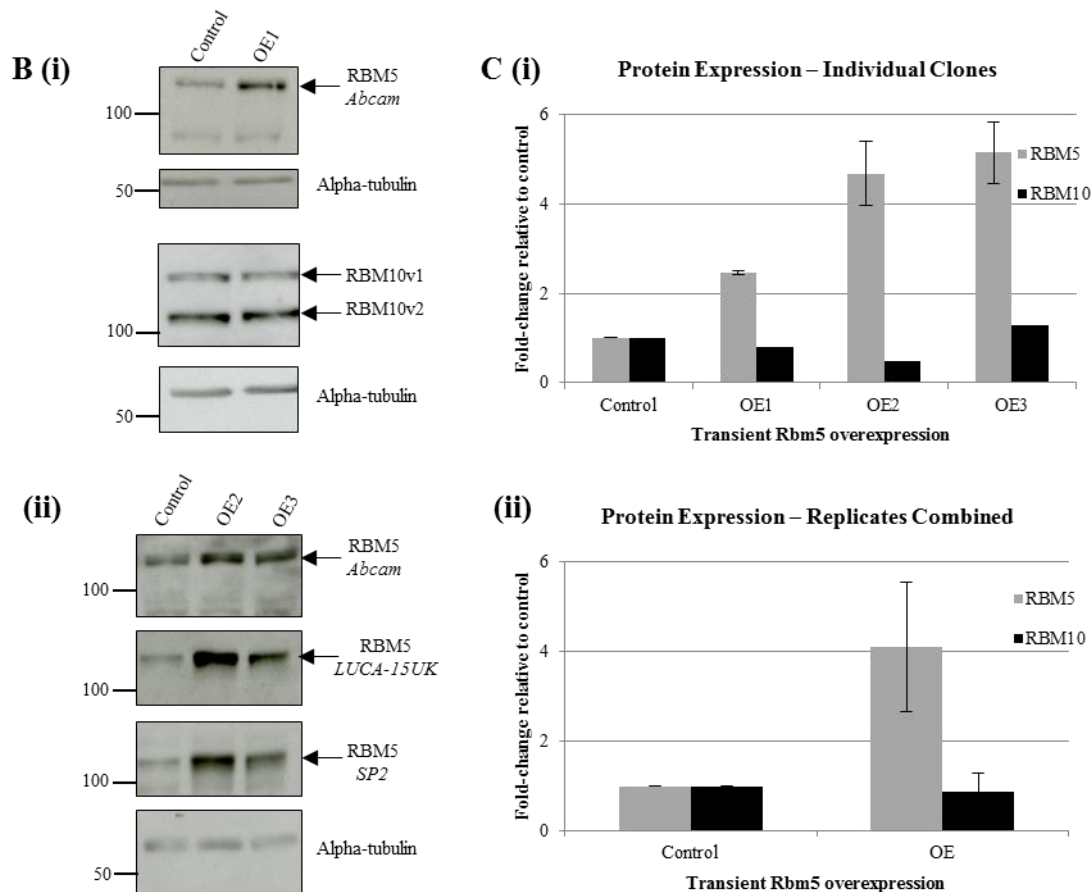 B (i)
Control
OE1
RBM5
Abcam
100
Alpha-tubulin
50
RBM10v1
RBM10v2
100
Alpha-tubulin
50
(ii)
Control
OE2
OE3
RBM5
Abcam
100
RBM5
LUCA-15UK
100
RBM5
SP2
100
Alpha-tubulin
50
C (i)
Protein Expression – Individual Clones
Fold-change relative to control
6
4
2
0
RBM5
RBM10
Control
OE1
OE2
OE3
Transient Rbm5 overexpression
(ii)
Protein Expression – Replicates Combined
Fold-change relative to control
6
4
2
0
RBM5
RBM10
Control
OE
Transient Rbm5 overexpression